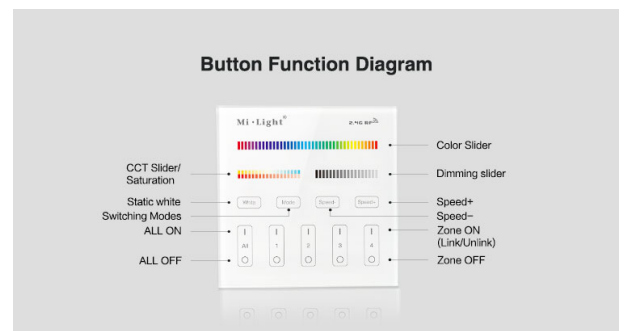 Button Function Diagram
Mi·Light®
2.4G RF
Color Slider
CCT Slider/
Saturation
Dimming slider
Static white
White
Mode
Speed-
Speed+
Speed+
Switching Modes
Speed−
ALL ON
All
1
2
3
4
Zone ON
(Link/Unlink)
ALL OFF
Zone OFF